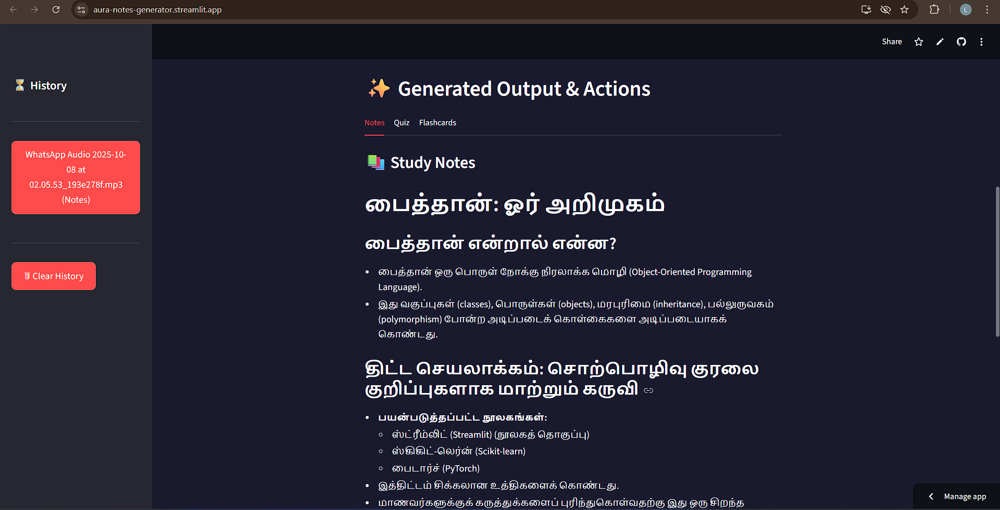 aura-notes-generator.streamlit.app
L
Share
⏳ History
WhatsApp Audio 2025-10-
08 at
02.05.53_193e278f.mp3
(Notes)
Clear History
✨ Generated Output & Actions
Notes Quiz Flashcards
📚 Study Notes
பைத்தான்: ஓர் அறிமுகம்
பைத்தான் என்றால் என்ன?
• பைத்தான் ஒரு பொருள் நோக்கு நிரலாக்க மொழி (Object-Oriented Programming
Language).
• இது வகுப்புகள் (classes), பொருள்கள் (objects), மரபுரிமை (inheritance), பல்லுருவகம்
(polymorphism) போன்ற அடிப்படைக் கொள்கைகளை அடிப்படையாகக்
கொண்டது.
திட்ட செயலாக்கம்: சொற்பொழிவு குரலை
குறிப்புகளாக மாற்றும் கருவி
• பயன்படுத்தப்பட்ட நூலகங்கள்:
◦ ஸ்ட்ரீம்லிட் (Streamlit) (நூலகத் தொகுப்பு)
◦ ஸ்கிகிட்-லெர்ன் (Scikit-learn)
◦ பைடார்ச் (PyTorch)
• இத்திட்டம் சிக்கலான உத்திகளைக் கொண்டது.
• மாணவர்களுக்குக் கருத்துக்களைப் புரிந்துகொள்வதற்கு இது ஒரு சிறந்த
Manage app